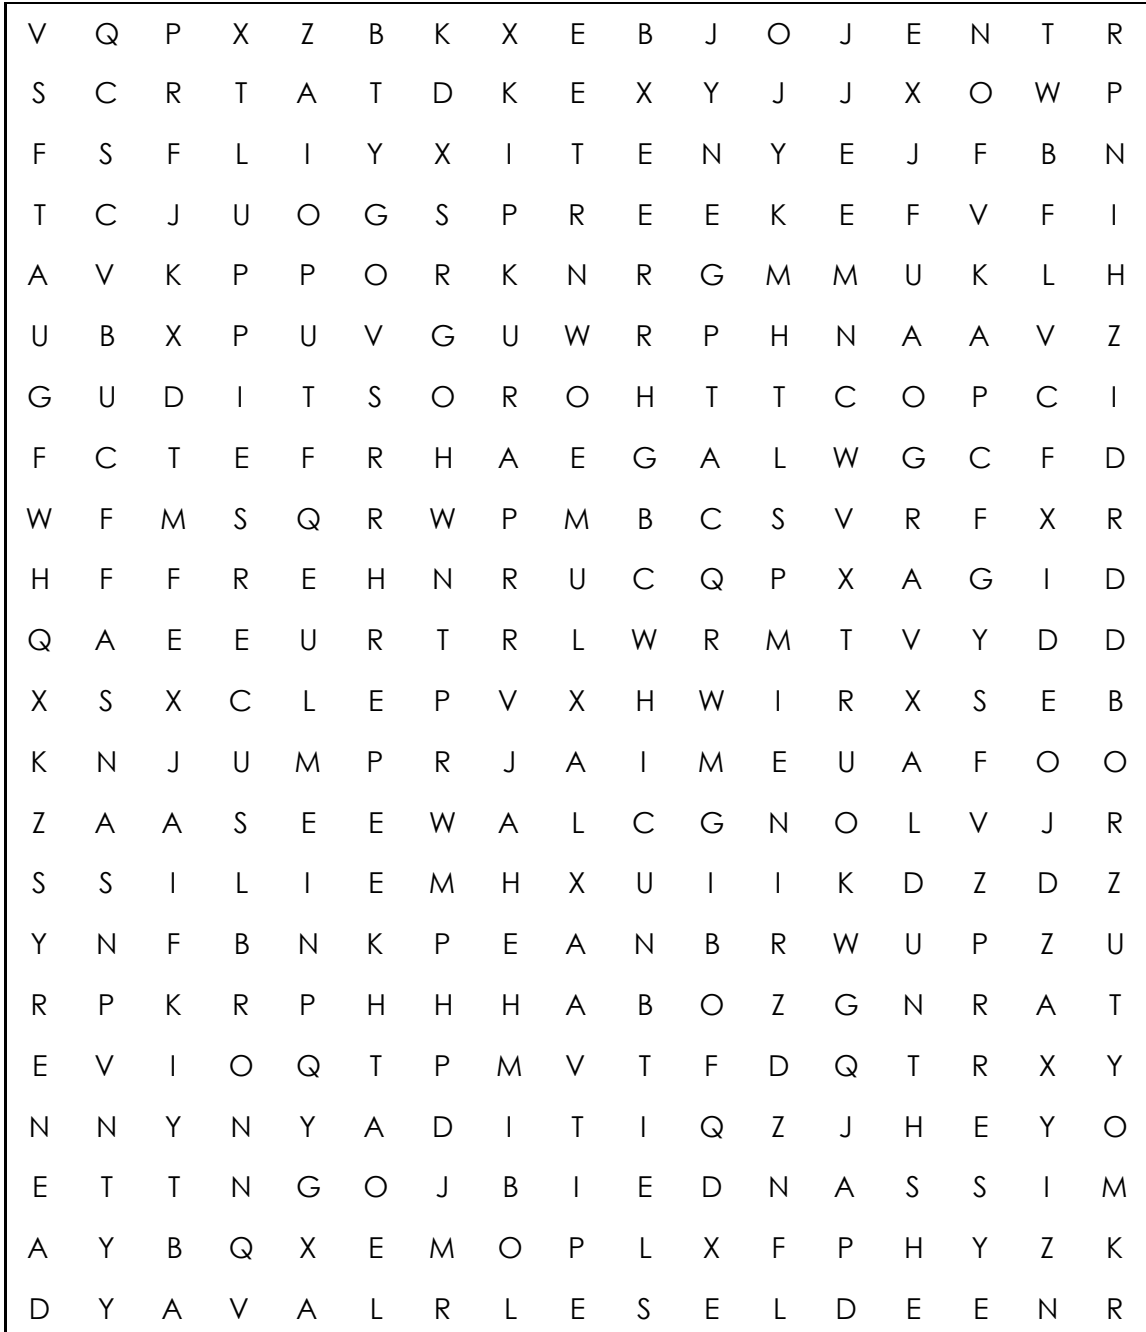 V Q P X Z B K X E B J O J E N T R
S C R T A T D K E X Y J J X O W P
F S F L I Y X I T E N Y E J F B N
T C J U O G S P R E E K E F V F I
A V K P P O R K N R G M M U K L H
U B X P U V G U W R P H N A A V Z
G U D I T S O R O H T T C O P C I
F C T E F R H A E G A L W G C F D
W F M S Q R W P M B C S V R F X R
H F F R E H N R U C Q P X A G I D
Q A E E U R T R L W R M T V Y D D
X S X C L E P V X H W I R X S E B
K N J U M P R J A I M E U A F O O
Z A A S E E W A L C G N O L V J R
S S I L I E M H X U I I K D Z D Z
Y N F B N K P E A N B R W U P Z U
R P K R P H H H A B O Z G N R A T
E V I O Q T P M V T F D Q T R X Y
N N Y N Y A D I T I Q Z J H E Y O
E T T N G O J B I E D N A S S I M
A Y B Q X E M O P L X F P H Y Z K
D Y A V A L R L E S E L D E E N R